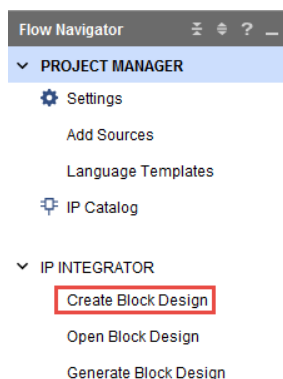 Flow Navigator ?
PROJECT MANAGER
Settings
Add Sources
Language Templates
IP Catalog
IP INTEGRATOR
Create Block Design
Open Block Design
Generate Block Design